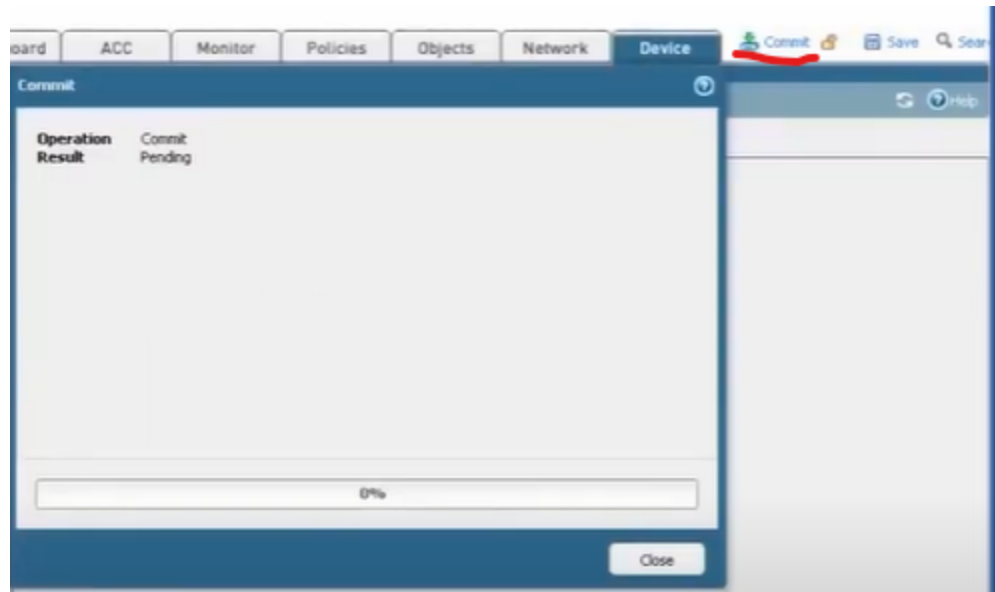 oard ACC Monitor Policies Objects Network Device Commit Save Sear
Commit
Help
Operation Commit
Result Pending
0%
Close